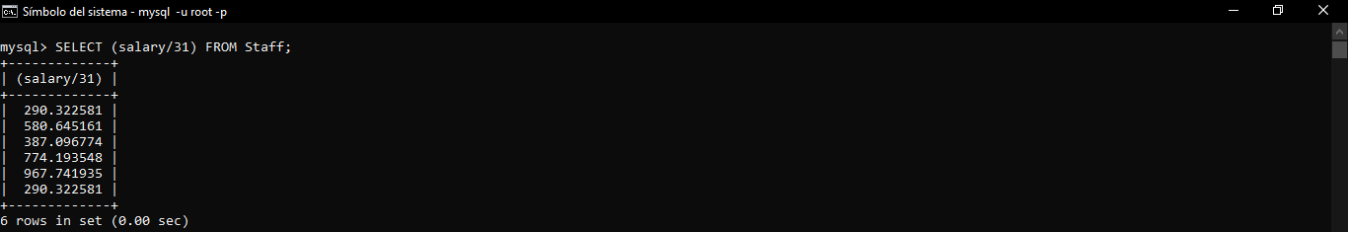 Símbolo del sistema - mysql -u root -p
mysql> SELECT (salary/31) FROM Staff;
+-------------+
| (salary/31) |
+-------------+
|  290.322581 |
|  580.645161 |
|  387.096774 |
|  774.193548 |
|  967.741935 |
|  290.322581 |
+-------------+
6 rows in set (0.00 sec)